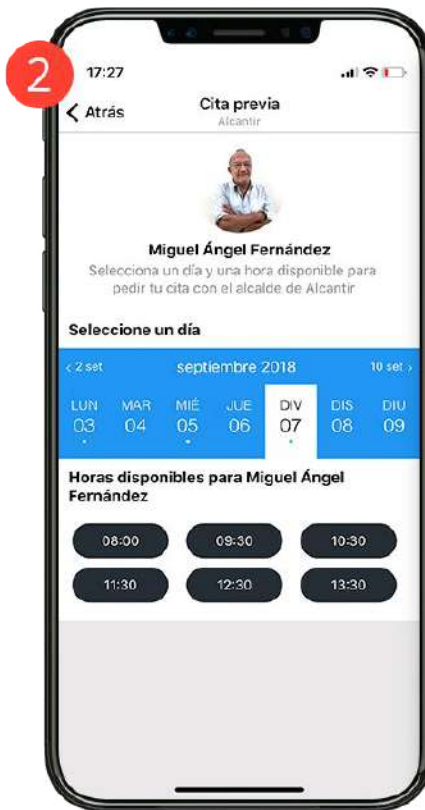 2
17:27
Atrás
Cita previa
Alcantir
Miguel Ángel Fernández
Selecciona un día y una hora disponible para
pedir tu cita con el alcalde de Alcantir
Seleccione un día
‹ 2 set septiembre 2018 10 set ›
LUN MAR MIÉ JUE DIV DIS DIU
03 04 05 06 07 08 09
Horas disponibles para Miguel Ángel
Fernández
08:00 09:30 10:30
11:30 12:30 13:30